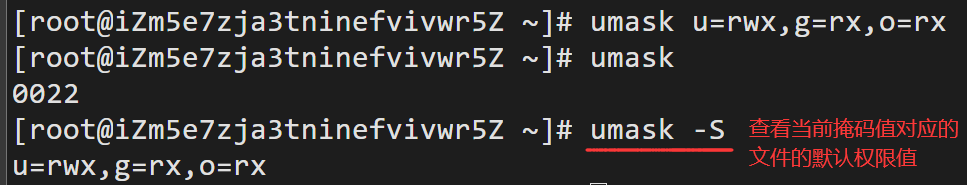 [root@iZm5e7zja3tninefvivwr5Z ~]# umask u=rwx,g=rx,o=rx
[root@iZm5e7zja3tninefvivwr5Z ~]# umask
0022
[root@iZm5e7zja3tninefvivwr5Z ~]# umask -S
查看当前掩码值对应的
文件的默认权限值
u=rwx,g=rx,o=rx